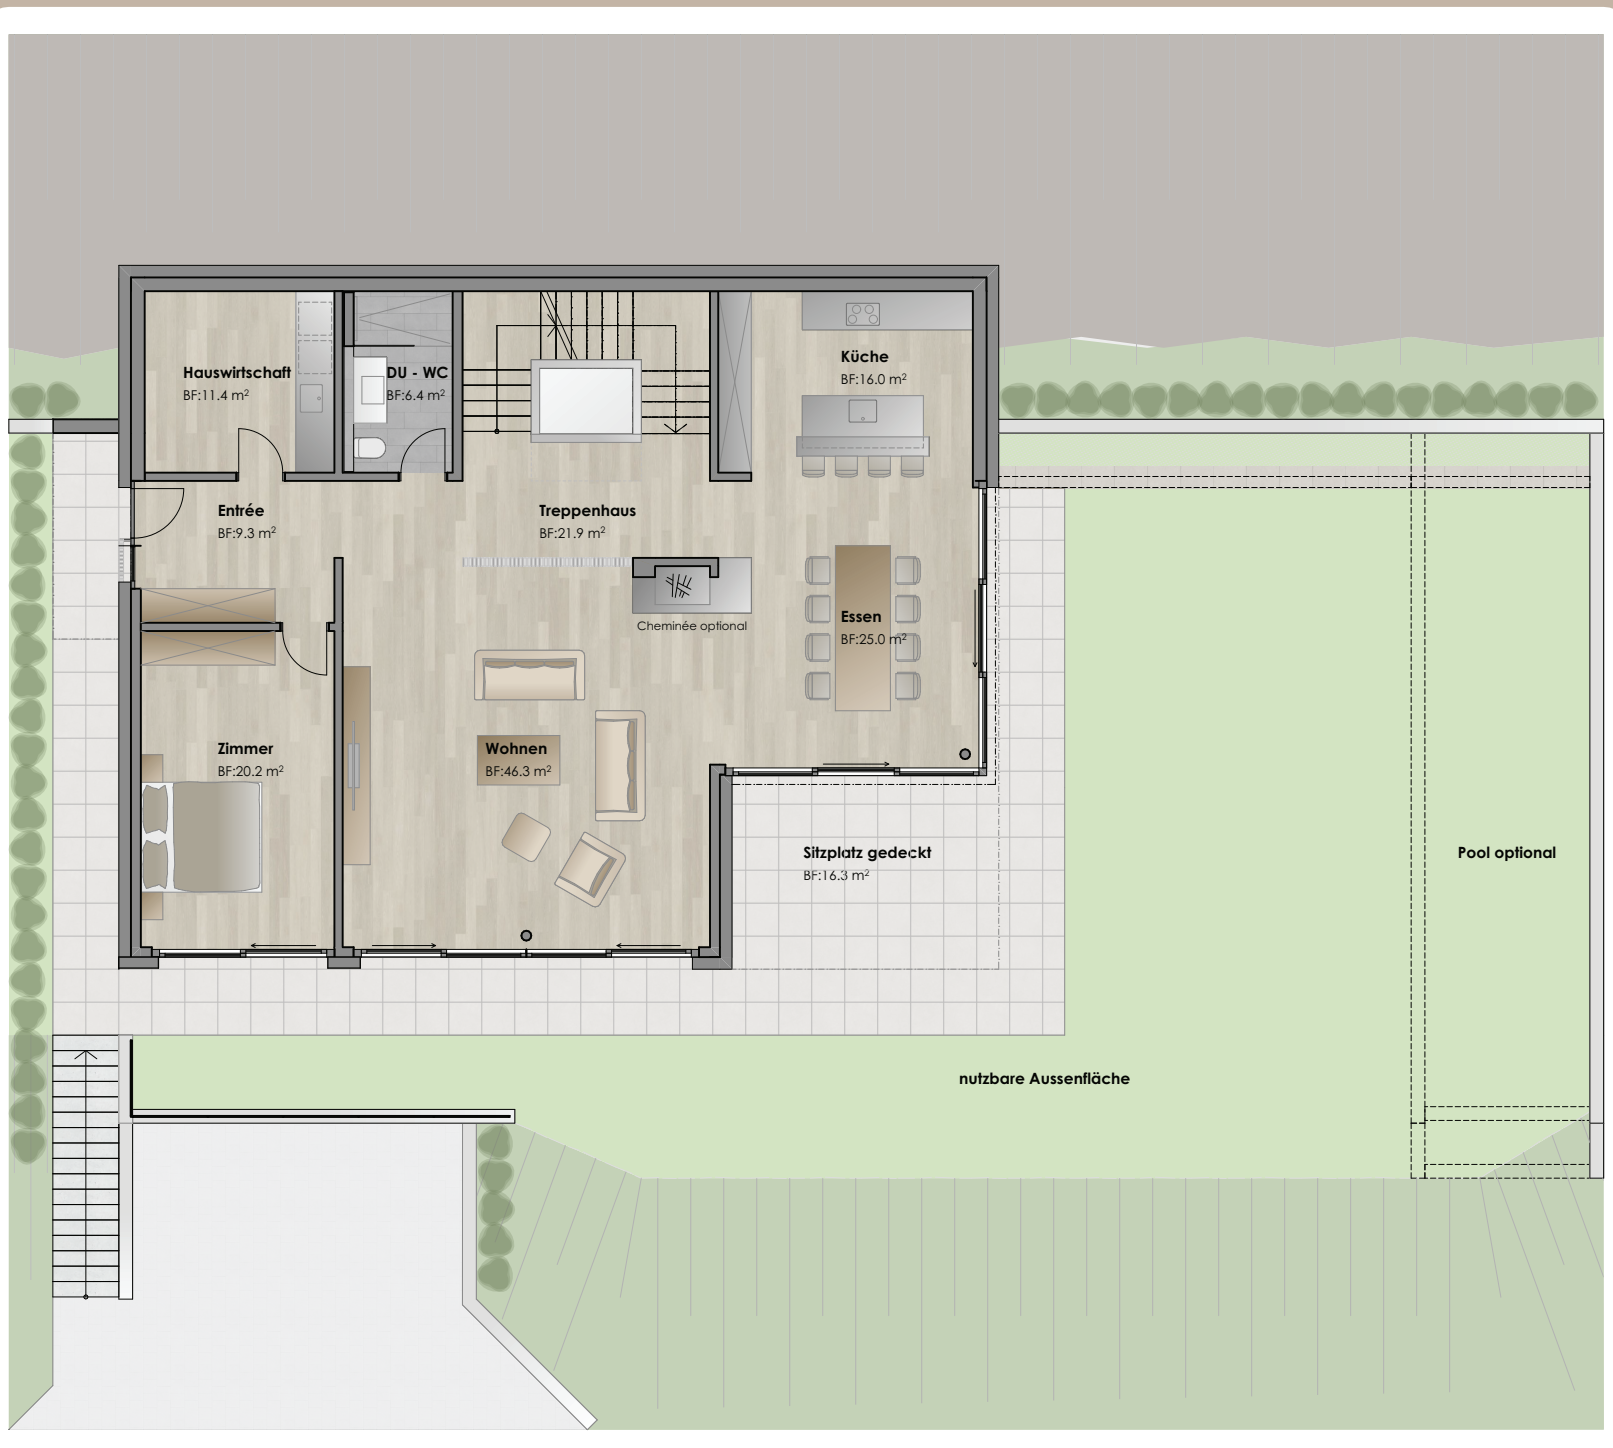 Küche
BF:16.0 m²
Hauswirtschaft
BF:11.4 m²
DU - WC
BF:6.4 m²
Entrée
BF:9.3 m²
Treppenhaus
BF:21.9 m²
Cheminée optional
Essen
BF:25.0 m²
Zimmer
BF:20.2 m²
Wohnen
BF:46.3 m²
Sitzplatz gedeckt
BF:16.3 m²
Pool optional
nutzbare Aussenfläche